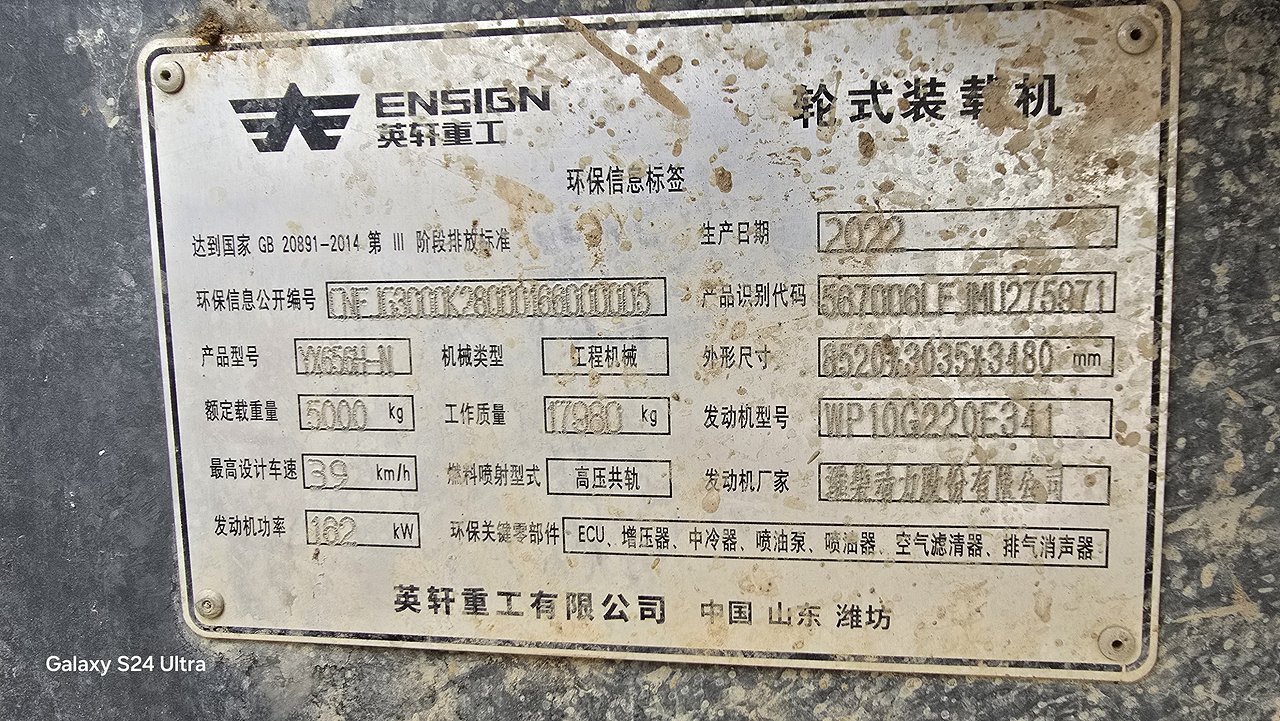 ENSIGN
英轩重工
轮式装载机
环保信息标签
达到国家 GB 20891-2014 第 III 阶段排放标准
生产日期 2022
环保信息公开编号 CNFJG3000K28000166000005
产品识别代码
产品型号 YX656H-N 机械类型 工程机械 外形尺寸 8520X3035X3480 mm
额定载重量 5000 kg 工作质量 17980 kg 发动机型号 WP10G220E341
最高设计车速 39 km/h 燃料喷射型式 高压共轨 发动机厂家 潍柴动力股份有限公司
发动机功率 162 kW 环保关键零部件 ECU、增压器、中冷器、喷油泵、喷油器、空气滤清器、排气消声器
英轩重工有限公司 中国 山东 潍坊
Galaxy S24 Ultra